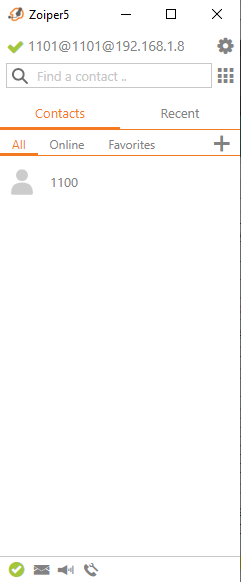 Zoiper5
1101@1101@192.168.1.8
Find a contact ..
Contacts Recent
All Online Favorites
1100